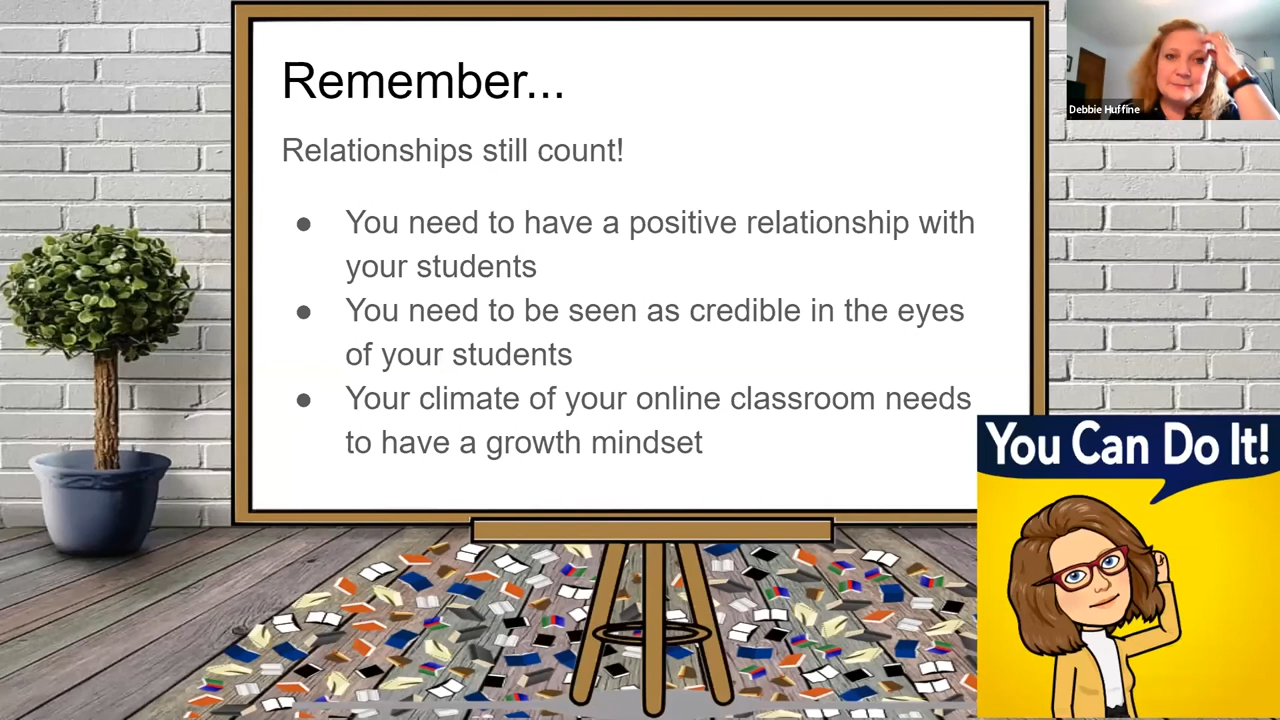 Remember...
Relationships still count!
● You need to have a positive relationship with
your students
● You need to be seen as credible in the eyes
of your students
● Your climate of your online classroom needs
to have a growth mindset
Debbie Huffine
You Can Do It!